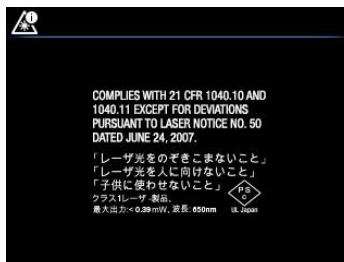 COMPLIES WITH 21 CFR 1040.10 AND
1040.11 EXCEPT FOR DEVIATIONS
PURSUANT TO LASER NOTICE NO. 50
DATED JUNE 24, 2007.
「レーザ光をのぞきこまないこと」
「レーザ光を人に向けないこと」
「子供に使わせないこと」
クラス1レーザ-製品、
最大出力:< 0.39 mW、波長: 650nm
PS
C
UL Japan